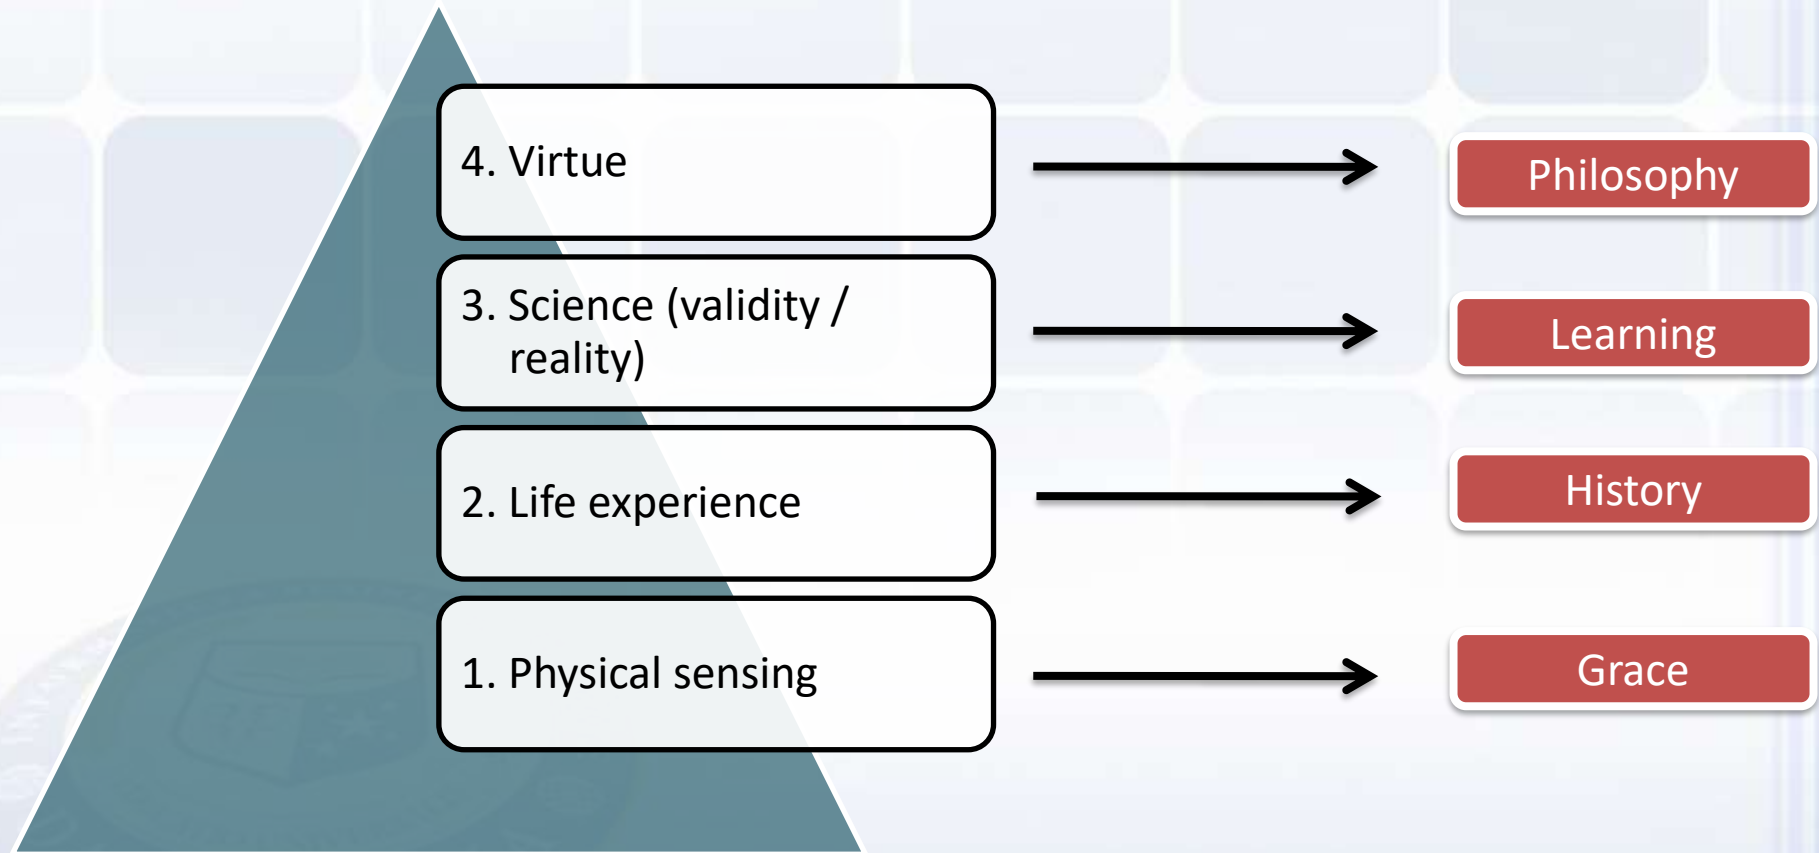 4. Virtue
Philosophy
3. Science (validity /
reality)
Learning
2. Life experience
History
1. Physical sensing
Grace